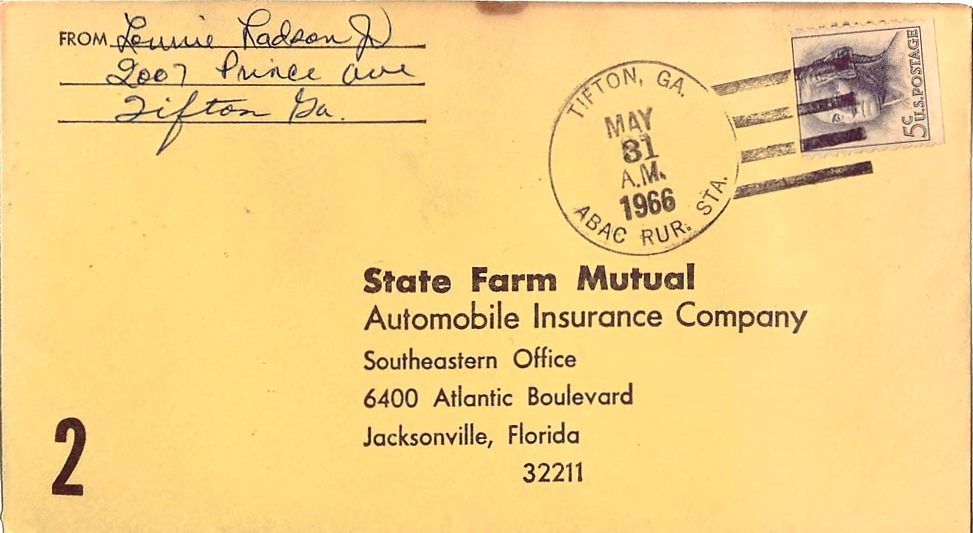 FROM Lonnie Radson Jr
2007 Prince ave
Tifton Ga.
TIFTON, GA.
MAY
31
A.M.
1966
ABAC RUR. STA.
5c U.S. POSTAGE
State Farm Mutual
Automobile Insurance Company
Southeastern Office
6400 Atlantic Boulevard
Jacksonville, Florida
32211
2